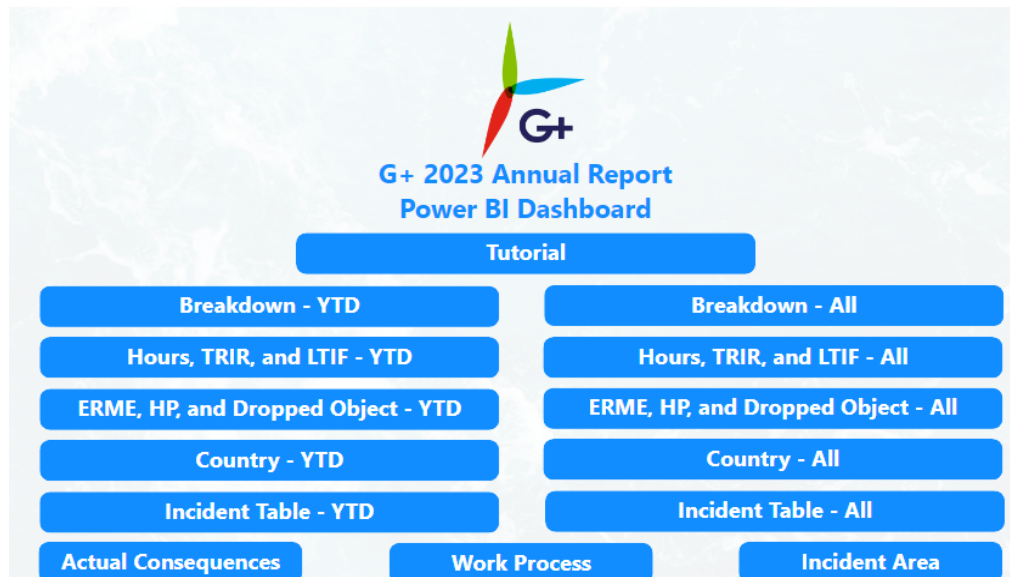 G+
G+ 2023 Annual Report
Power BI Dashboard
Tutorial
Breakdown - YTD
Breakdown - All
Hours, TRIR, and LTIF - YTD
Hours, TRIR, and LTIF - All
ERME, HP, and Dropped Object - YTD
ERME, HP, and Dropped Object - All
Country - YTD
Country - All
Incident Table - YTD
Incident Table - All
Actual Consequences
Work Process
Incident Area